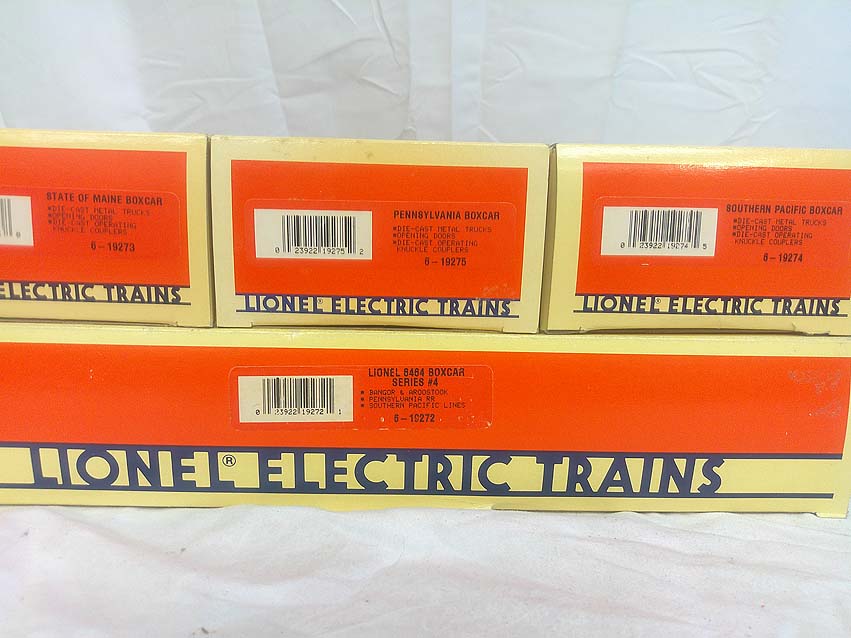 STATE OF MAINE BOXCAR
*DIE-CAST METAL TRUCKS
*OPENING DOORS
*DIE-CAST OPERATING
KNUCKLE COUPLERS
6-19273
ELECTRIC TRAINS
PENNSYLVANIA BOXCAR
*DIE-CAST METAL TRUCKS
*OPENING DOORS
*DIE-CAST OPERATING
KNUCKLE COUPLERS
0 23922 19275 2
6-19275
LIONEL® ELECTRIC TRAINS
SOUTHERN PACIFIC BOXCAR
*DIE-CAST METAL TRUCKS
*OPENING DOORS
*DIE-CAST OPERATING
KNUCKLE COUPLERS
0 23922 19274 5
6-19274
LIONEL® ELECTRIC TRAINS
LIONEL 6464 BOXCAR
SERIES #4
* BANGOR & AROOSTOOK
* PENNSYLVANIA RR
* SOUTHERN PACIFIC LINES
0 23922 19272 1
6-19272
LIONEL® ELECTRIC TRAINS